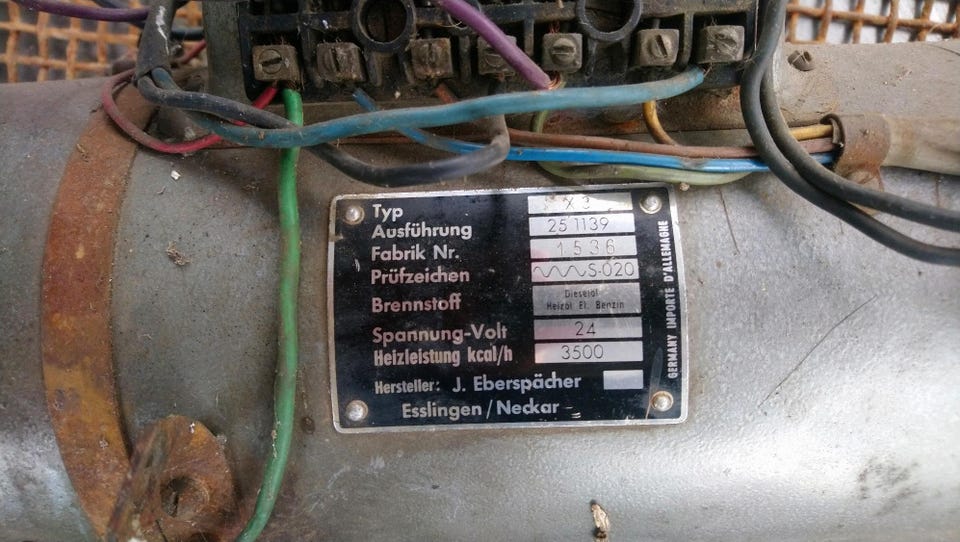 Typ X 3
Ausführung 25 1139
Fabrik Nr. 1536
Prüfzeichen S-020
Brennstoff Dieselöl
Heizöl El. Benzin
Spannung-Volt 24
Heizleistung kcal/h 3500
Hersteller: J. Eberspächer
Esslingen/Neckar
GERMANY IMPORTE D'ALLEMAGNE